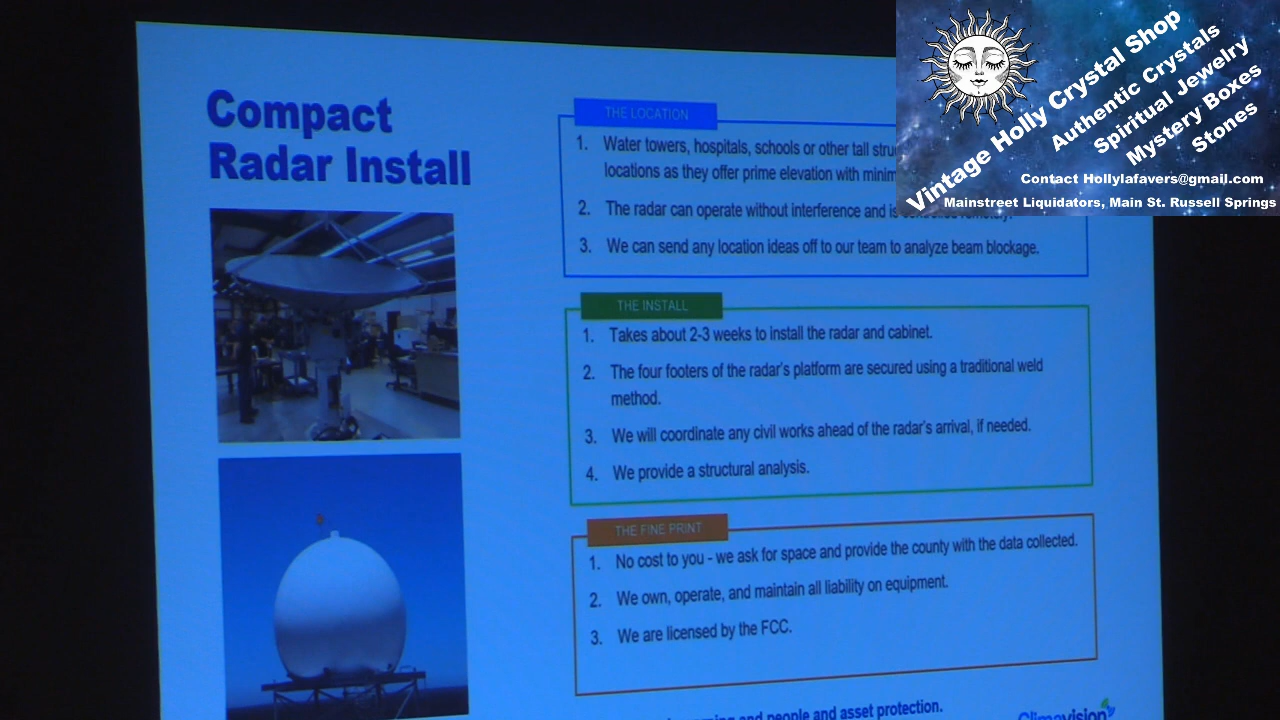 Compact
Radar Install
THE LOCATION
1. Water towers, hospitals, schools or other tall
locations as they offer prime elevation with
2. The radar can operate without interference and is
3. We can send any location ideas off to our team to analyze beam blockage.
THE INSTALL
1. Takes about 2-3 weeks to install the radar and cabinet.
2. The four footers of the radar's platform are secured using a traditional weld
method.
3. We will coordinate any civil works ahead of the radar's arrival, if needed.
4. We provide a structural analysis.
THE FINE PRINT
1. No cost to you - we ask for space and provide the county with the data collected.
2. We own, operate, and maintain all liability on equipment.
3. We are licensed by the FCC.
and people and asset protection.
Climavision
Vintage Holly Crystal Shop
Authentic Crystals
Spiritual Jewelry
Mystery Boxes
Stones
Contact Hollylafavers@gmail.com
Mainstreet Liquidators, Main St. Russell Springs